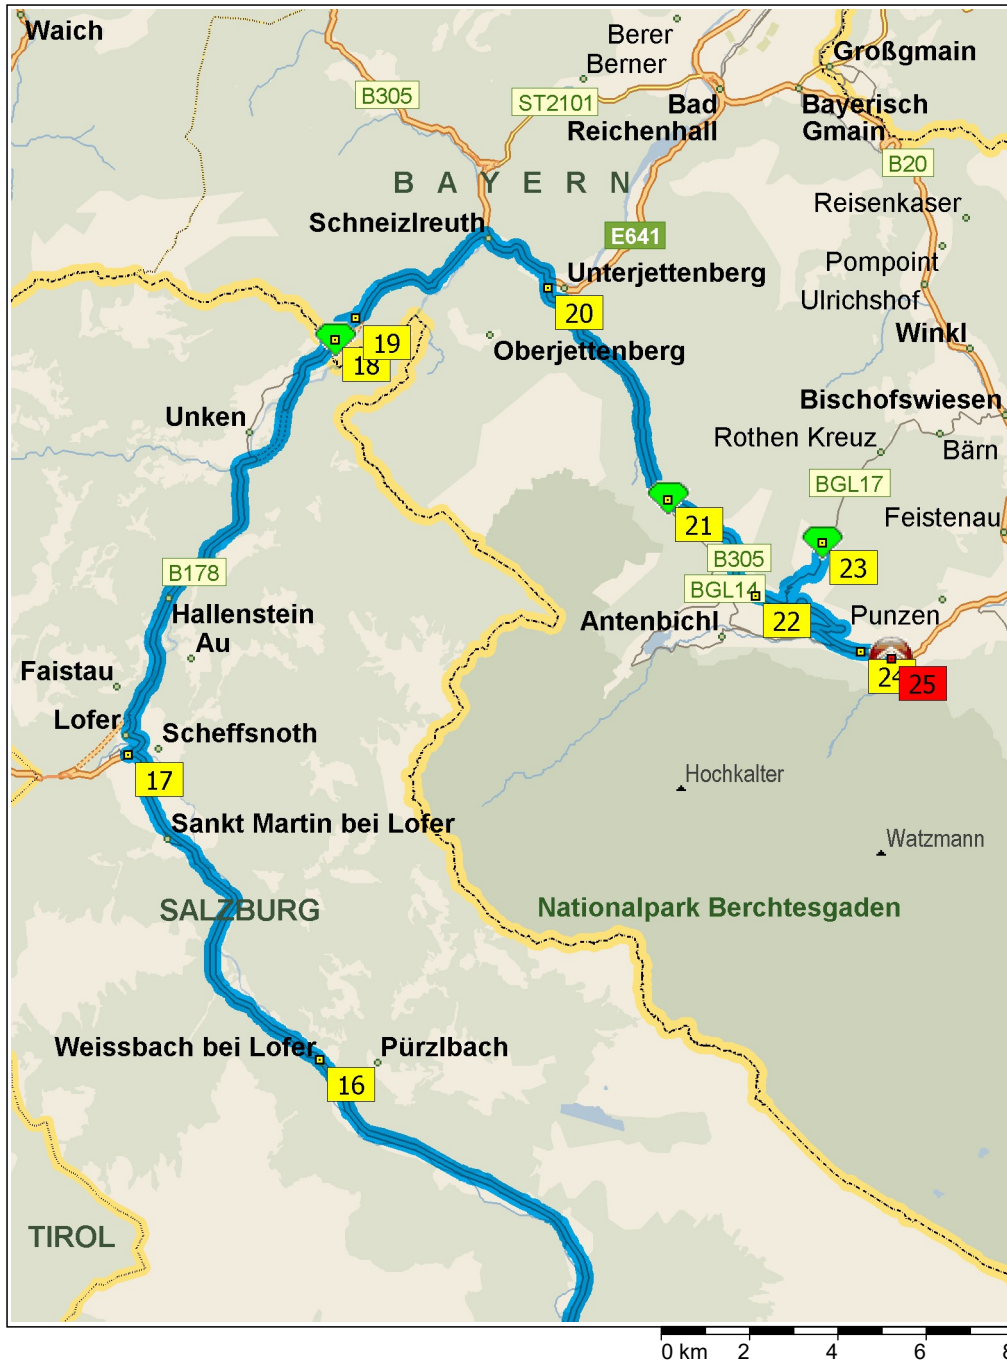 Waich
Berer
Berner
Großgmain
B305
ST2101
Bad
Reichenhall
Bayerisch
Gmain
B20
BAYERN
Reisenkaser
Schneizlreuth
E641
Pompoint
Unterjettenberg
Ulrichshof
20
Winkl
19
18
Oberjettenberg
Bischofswiesen
Unken
Rothen Kreuz
Bärn
BGL17
21
Feistenau
B305
23
B178
BGL14
Hallenstein
Punzen
Antenbichl
22
Au
Faistau
24
25
Lofer
Scheffsnoth
17
Hochkalter
Sankt Martin bei Lofer
Watzmann
SALZBURG
Nationalpark Berchtesgaden
Weissbach bei Lofer
Pürzlbach
16
TIROL
0 km 2 4 6 8